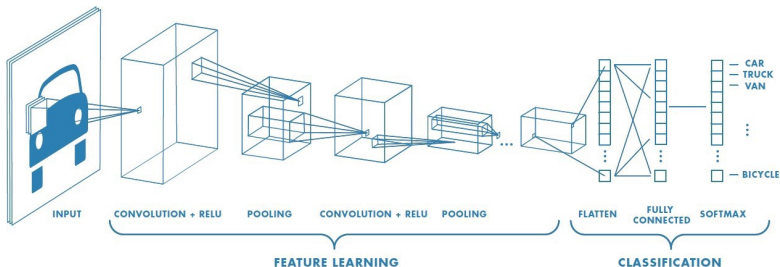 CAR
TRUCK
VAN
BICYCLE
INPUT
CONVOLUTION + RELU
POOLING
CONVOLUTION + RELU
POOLING
FLATTEN
FULLY
CONNECTED
SOFTMAX
FEATURE LEARNING
CLASSIFICATION